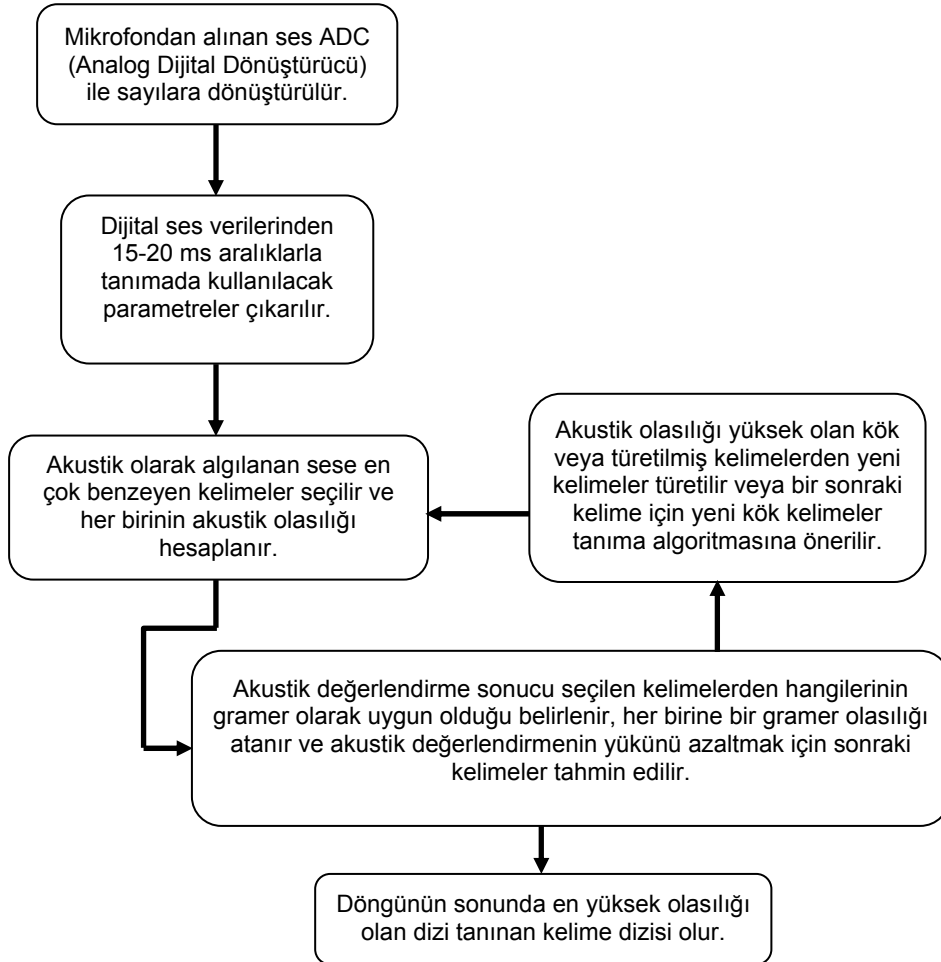 Mikrofondan alınan ses ADC
(Analog Dijital Dönüştürücü)
ile sayılara dönüştürülür.
Dijital ses verilerinden
15-20 ms aralıklarla
tanımada kullanılacak
parametreler çıkarılır.
Akustik olarak algılanan sese en
çok benzeyen kelimeler seçilir ve
her birinin akustik olasılığı
hesaplanır.
Akustik olasılığı yüksek olan kök
veya türetilmiş kelimelerden yeni
kelimeler türetilir veya bir sonraki
kelime için yeni kök kelimeler
tanıma algoritmasına önerilir.
Akustik değerlendirme sonucu seçilen kelimelerden hangilerinin
gramer olarak uygun olduğu belirlenir, her birine bir gramer olasılığı
atanır ve akustik değerlendirmenin yükünü azaltmak için sonraki
kelimeler tahmin edilir.
Döngünün sonunda en yüksek olasılığı
olan dizi tanınan kelime dizisi olur.